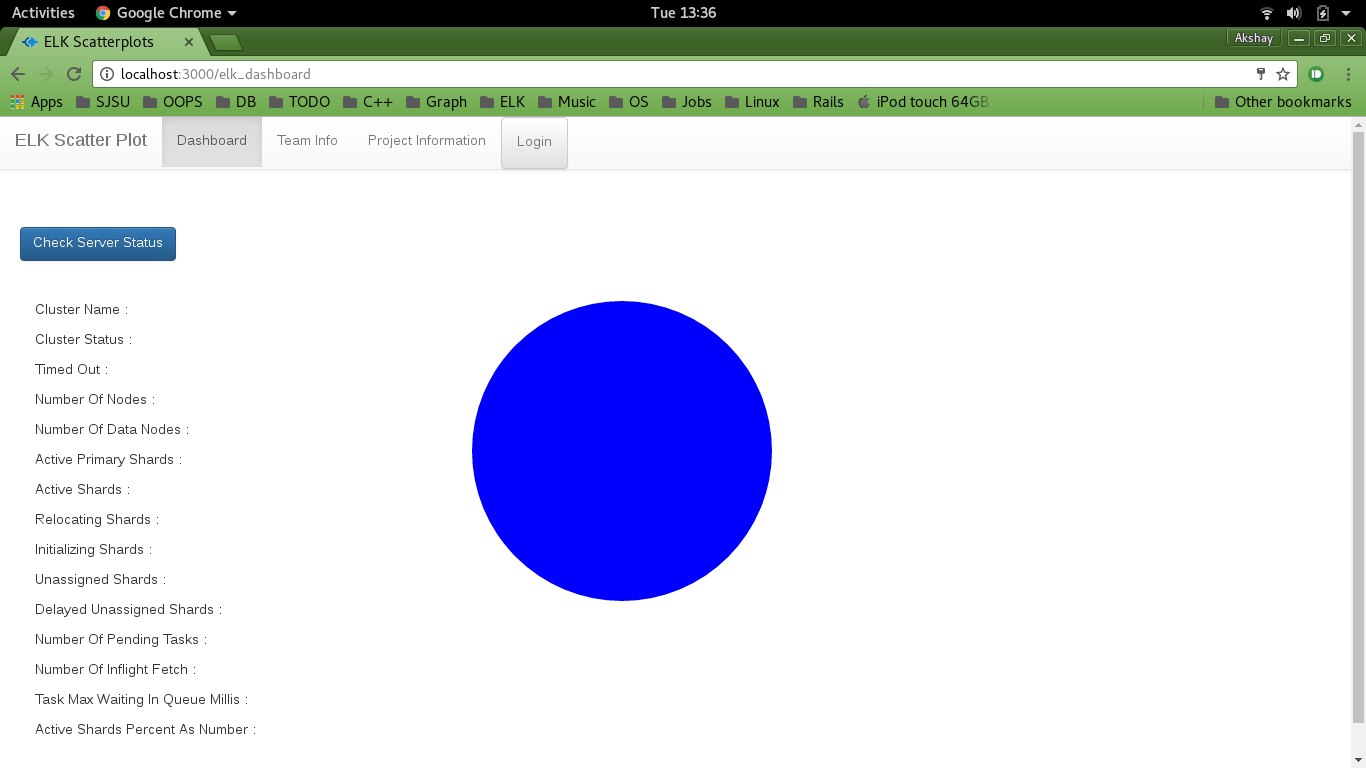 Activities Google Chrome Tue 13:36
ELK Scatterplots Akshay
localhost:3000/elk_dashboard
Apps SJSU OOPS DB TODO C++ Graph ELK Music OS Jobs Linux Rails iPod touch 64GB Other bookmarks
ELK Scatter Plot Dashboard Team Info Project Information Login
Check Server Status
Cluster Name :
Cluster Status :
Timed Out :
Number Of Nodes :
Number Of Data Nodes :
Active Primary Shards :
Active Shards :
Relocating Shards :
Initializing Shards :
Unassigned Shards :
Delayed Unassigned Shards :
Number Of Pending Tasks :
Number Of Inflight Fetch :
Task Max Waiting In Queue Millis :
Active Shards Percent As Number :